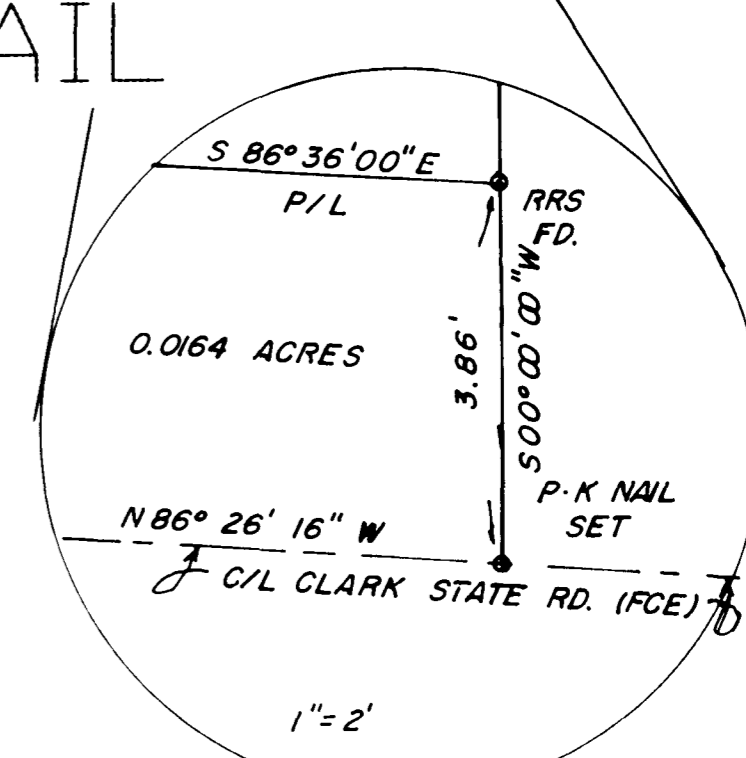 AIL
S 86° 36' 00" E
P/L
RRS
FD.
3.86'
S 00° 00' 00" W
0.0164 ACRES
P.K NAIL
SET
N 86° 26' 16" W
C/L CLARK STATE RD. (FCE)
1"= 2'